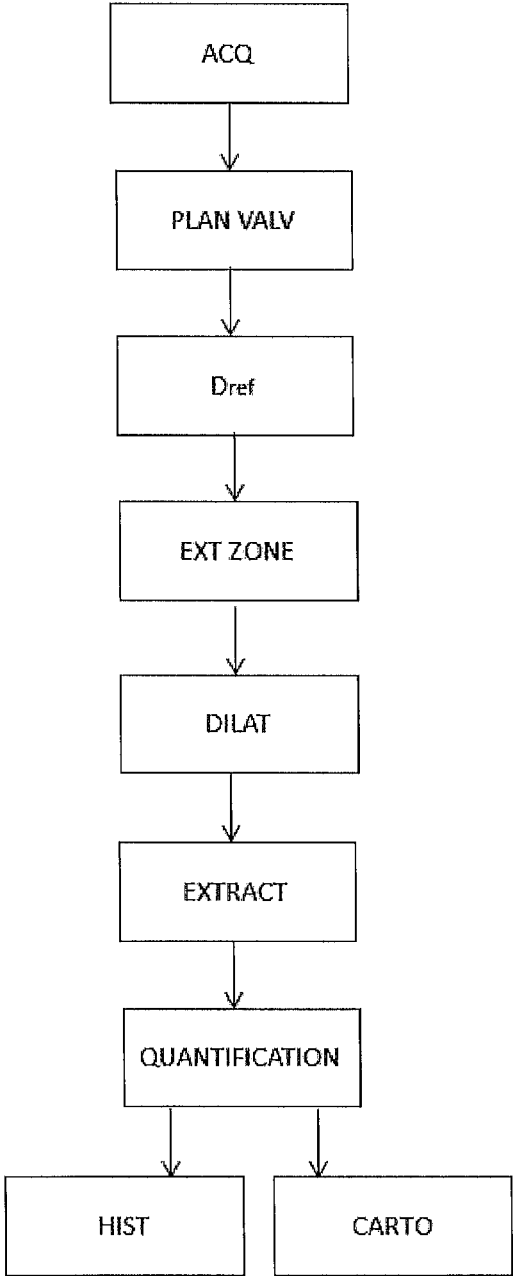 ACQ
PLAN VALV
Dref
EXT ZONE
DILAT
EXTRACT
QUANTIFICATION
HIST
CARTO